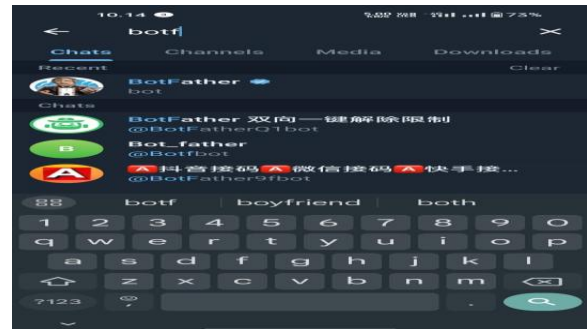 10.14
73%
botf
Chats Channels Media Downloads
Recent Clear
BotFather
bot
Chats
BotFather 双向一键解除限制
@BotFatherQ1bot
B
Bot_father
@Botfbot
A 抖音接码 A 微信接码 A 快手接...
@BotFather9fbot
botf boyfriend both
1 2 3 4 5 6 7 8 9 0
q w e r t y u i o p
a s d f g h j k l
z x c v b n m
?123 , .